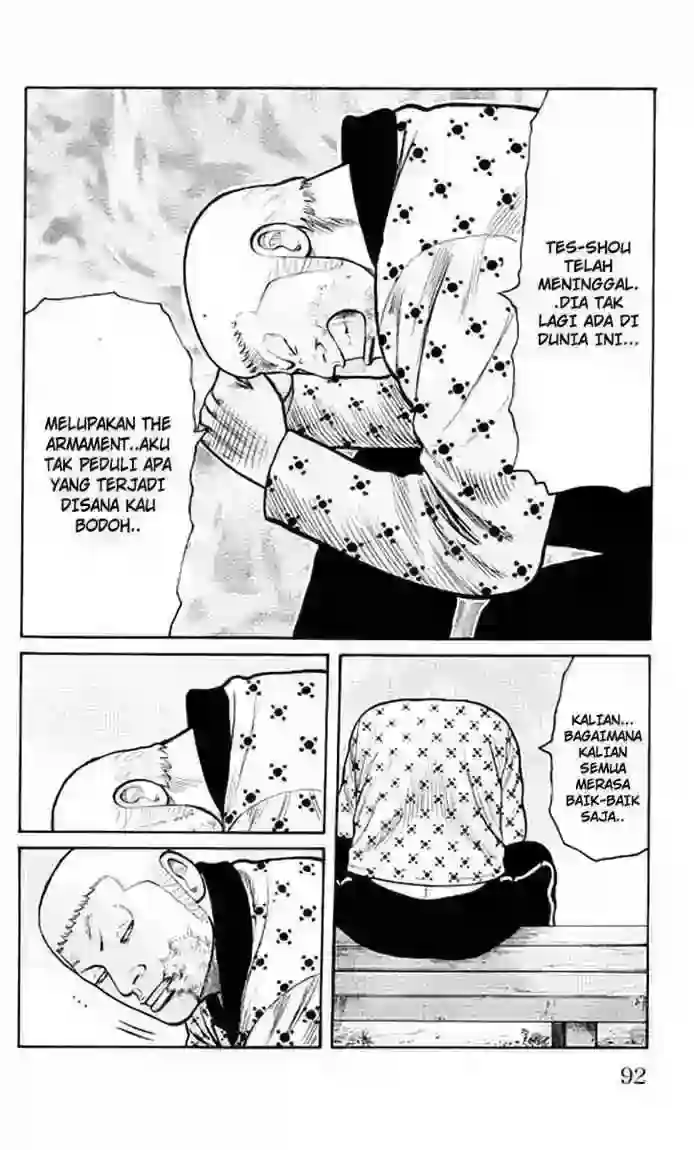 TES-SHOU
TELAH
MENINGGAL.
.DIA TAK
LAGI ADA DI
DUNIA INI...
MELUPAKAN THE
ARMAMENT..AKU
TAK PEDULI APA
YANG TERJADI
DISANA KAU
BODOH..
KALIAN...
BAGAIMANA
KALIAN
SEMUA
MERASA
BAIK-BAIK
SAJA..
92